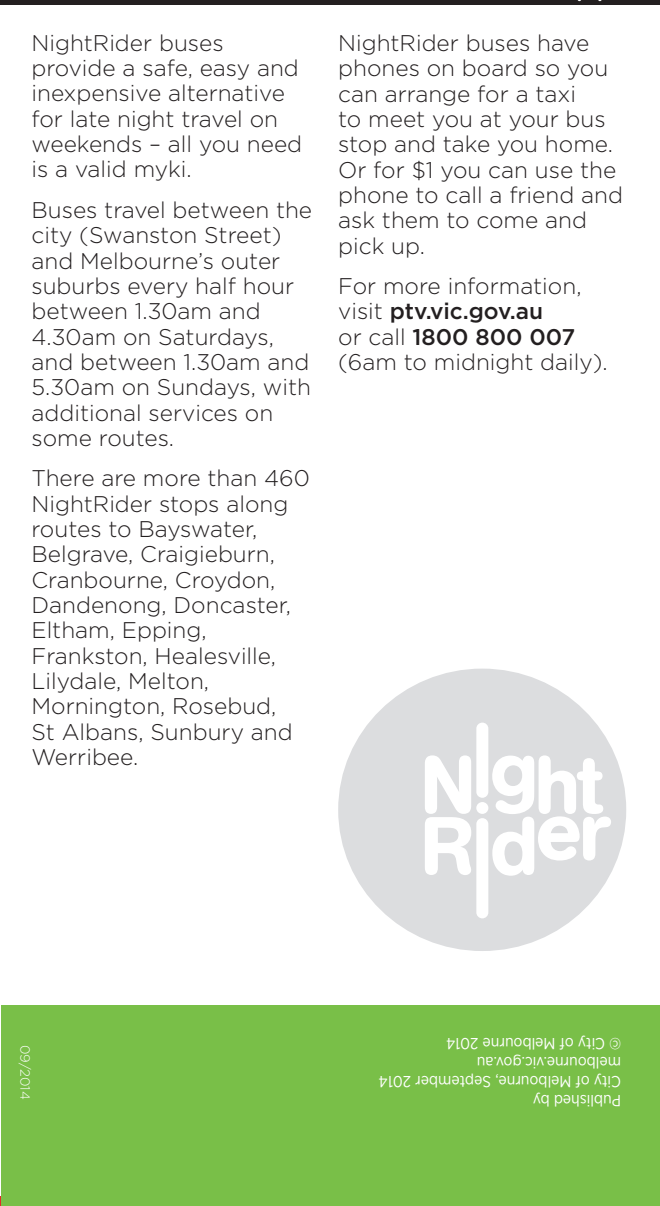 NightRider buses
provide a safe, easy and
inexpensive alternative
for late night travel on
weekends – all you need
is a valid myki.
Buses travel between the
city (Swanston Street)
and Melbourne's outer
suburbs every half hour
between 1.30am and
4.30am on Saturdays,
and between 1.30am and
5.30am on Sundays, with
additional services on
some routes.
There are more than 460
NightRider stops along
routes to Bayswater,
Belgrave, Craigieburn,
Cranbourne, Croydon,
Dandenong, Doncaster,
Eltham, Epping,
Frankston, Healesville,
Lilydale, Melton,
Mornington, Rosebud,
St Albans, Sunbury and
Werribee.
NightRider buses have
phones on board so you
can arrange for a taxi
to meet you at your bus
stop and take you home.
Or for $1 you can use the
phone to call a friend and
ask them to come and
pick up.
For more information,
visit ptv.vic.gov.au
or call 1800 800 007
(6am to midnight daily).
Night
Rider
09/2014
Published by
City of Melbourne, September 2014
melbourne.vic.gov.au
© City of Melbourne 2014